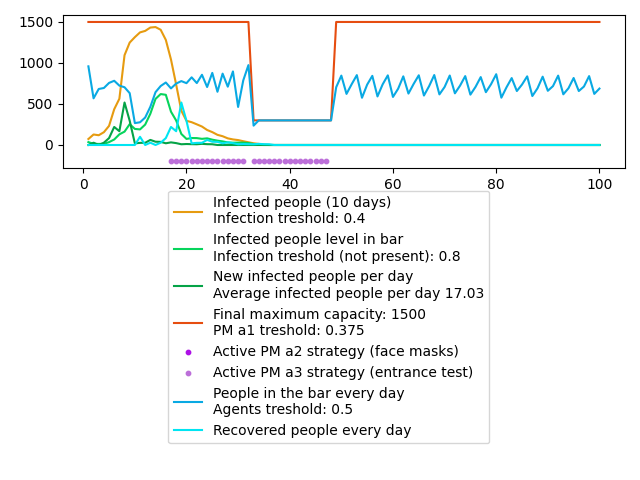 1500
1000
500
0
0 20 40 60 80 100
Infected people (10 days)
Infection treshold: 0.4
Infected people level in bar
Infection treshold (not present): 0.8
New infected people per day
Average infected people per day 17.03
Final maximum capacity: 1500
PM a1 treshold: 0.375
Active PM a2 strategy (face masks)
Active PM a3 strategy (entrance test)
People in the bar every day
Agents treshold: 0.5
Recovered people every day